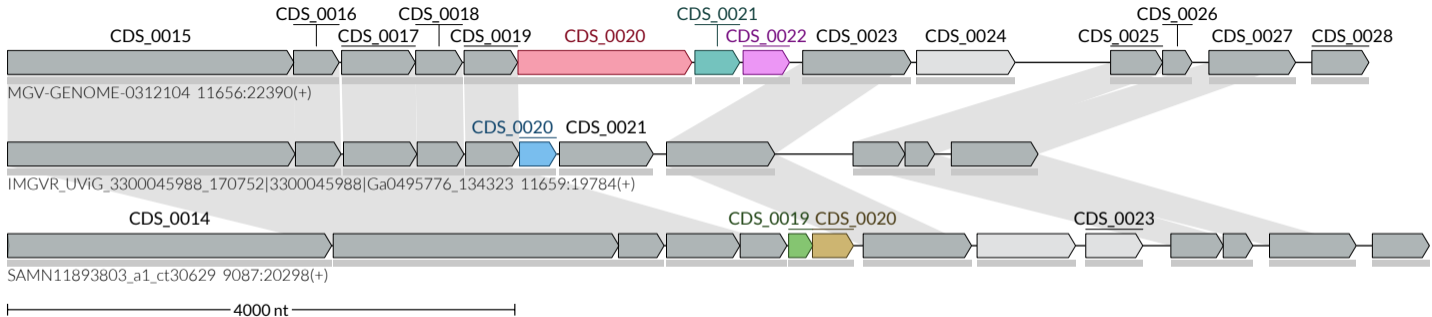 CDS_0016 CDS_0018 CDS_0021 CDS_0026
CDS_0015 CDS_0017 CDS_0019 CDS_0020 CDS_0022 CDS_0023 CDS_0024 CDS_0025 CDS_0027 CDS_0028
MGV-GENOME-0312104 11656:22390(+)
CDS_0020 CDS_0021
IMGVR_UViG_3300045988_170752|3300045988|Ga0495776_134323 11659:19784(+)
CDS_0014 CDS_0019 CDS_0020 CDS_0023
SAMN11893803_a1_ct30629 9087:20298(+)
4000 nt